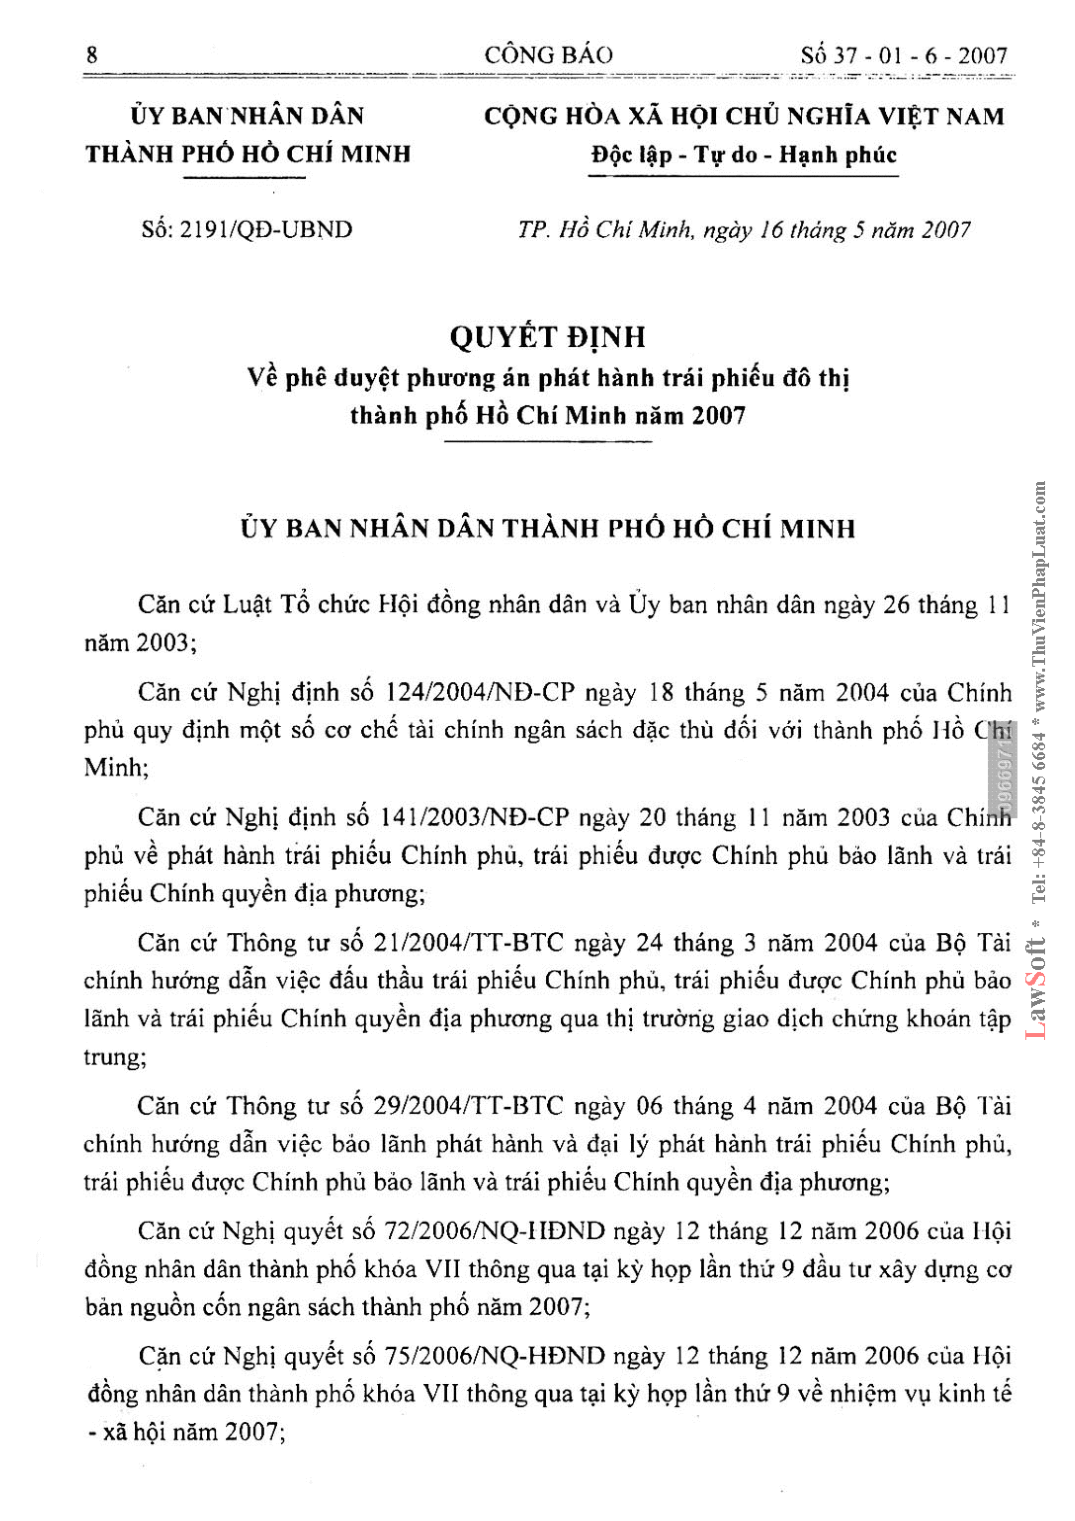 8 CÔNG BÁO Số 37 - 01 - 6 - 2007
ỦY BAN NHÂN DÂN
THÀNH PHỐ HỒ CHÍ MINH
CỘNG HÒA XÃ HỘI CHỦ NGHĨA VIỆT NAM
Độc lập - Tự do - Hạnh phúc
Số: 2191/QĐ-UBND
TP. Hồ Chí Minh, ngày 16 tháng 5 năm 2007
QUYẾT ĐỊNH
Về phê duyệt phương án phát hành trái phiếu đô thị
thành phố Hồ Chí Minh năm 2007
ỦY BAN NHÂN DÂN THÀNH PHỐ HỒ CHÍ MINH
Căn cứ Luật Tổ chức Hội đồng nhân dân và Ủy ban nhân dân ngày 26 tháng 11
năm 2003;
Căn cứ Nghị định số 124/2004/NĐ-CP ngày 18 tháng 5 năm 2004 của Chính
phủ quy định một số cơ chế tài chính ngân sách đặc thù đối với thành phố Hồ Chí
Minh;
Căn cứ Nghị định số 141/2003/NĐ-CP ngày 20 tháng 11 năm 2003 của Chính
phủ về phát hành trái phiếu Chính phủ, trái phiếu được Chính phủ bảo lãnh và trái
phiếu Chính quyền địa phương;
Căn cứ Thông tư số 21/2004/TT-BTC ngày 24 tháng 3 năm 2004 của Bộ Tài
chính hướng dẫn việc đấu thầu trái phiếu Chính phủ, trái phiếu được Chính phủ bảo
lãnh và trái phiếu Chính quyền địa phương qua thị trường giao dịch chứng khoán tập
trung;
Căn cứ Thông tư số 29/2004/TT-BTC ngày 06 tháng 4 năm 2004 của Bộ Tài
chính hướng dẫn việc bảo lãnh phát hành và đại lý phát hành trái phiếu Chính phủ,
trái phiếu được Chính phủ bảo lãnh và trái phiếu Chính quyền địa phương;
Căn cứ Nghị quyết số 72/2006/NQ-HĐND ngày 12 tháng 12 năm 2006 của Hội
đồng nhân dân thành phố khóa VII thông qua tại kỳ họp lần thứ 9 đầu tư xây dựng cơ
bản nguồn cốn ngân sách thành phố năm 2007;
Căn cứ Nghị quyết số 75/2006/NQ-HĐND ngày 12 tháng 12 năm 2006 của Hội
đồng nhân dân thành phố khóa VII thông qua tại kỳ họp lần thứ 9 về nhiệm vụ kinh tế
- xã hội năm 2007;
LawSoft * Tel: +84-8-3845 6684 * www.ThuVienPhapLuat.com